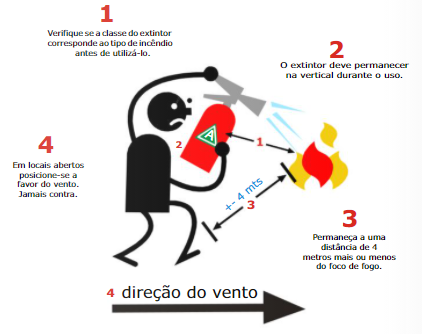 1
Verifique se a classe do extintor
corresponde ao tipo de incêndio
antes de utilizá-lo.
2
O extintor deve permanecer
na vertical durante o uso.
4
Em locais abertos
posicione-se a
favor do vento.
Jamais contra.
2
A
1
+- 4 mts
3
3
Permaneça a uma
distância de 4
metros mais ou menos
do foco de fogo.
4 direção do vento